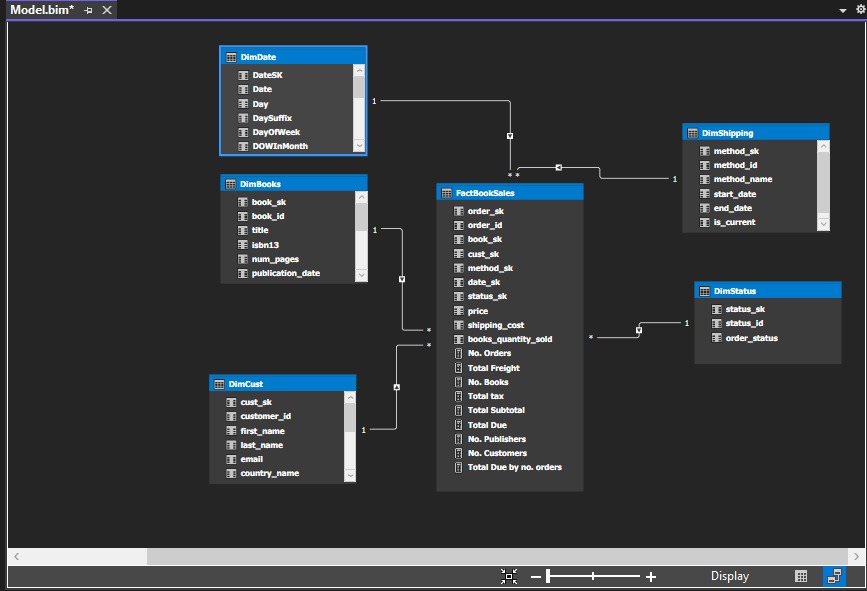 Model.bim*
DimDate
DateSK
Date
Day
DaySuffix
DayOfWeek
DOWInMonth
1
DimBooks
book_sk
book_id
title
isbn13
num_pages
publication_date
1
DimCust
cust_sk
customer_id
first_name
last_name
email
country_name
1
* *
*
*
FactBookSales
order_sk
order_id
book_sk
cust_sk
method_sk
date_sk
status_sk
price
shipping_cost
books_quantity_sold
No. Orders
Total Freight
No. Books
Total tax
Total Subtotal
Total Due
No. Publishers
No. Customers
Total Due by no. orders
*
1
DimShipping
method_sk
method_id
method_name
start_date
end_date
is_current
1
DimStatus
status_sk
status_id
order_status
Display